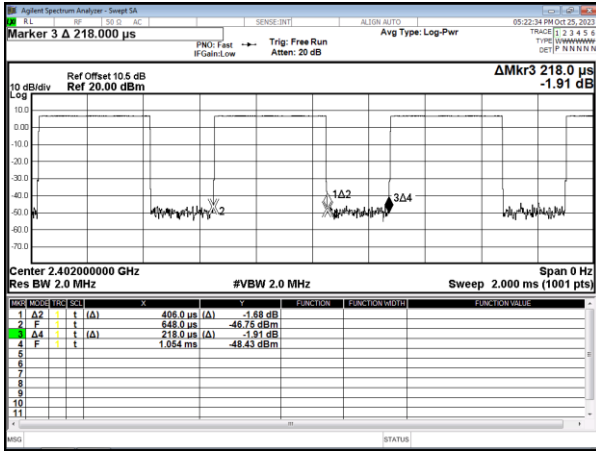 Agilent Spectrum Analyzer - Swept SA
RL RF 50 Ω AC SENSE:INT ALIGN AUTO 05:22:34 PM Oct 25, 2023
Marker 3 Δ 218.000 µs
PNO: Fast Trig: Free Run Avg Type: Log-Pwr TRACE 1 2 3 4 5 6
TYPE WWWWWW
IFGain:Low Atten: 20 dB DET P NNNNN
Ref Offset 10.5 dB ΔMkr3 218.0 µs
10 dB/div Ref 20.00 dBm -1.91 dB
Log
10.0
0.00
-10.0
-20.0
-30.0
-40.0
1Δ2
3Δ4
-50.0
2
-60.0
-70.0
Center 2.402000000 GHz Span 0 Hz
Res BW 2.0 MHz #VBW 2.0 MHz Sweep 2.000 ms (1001 pts)
MKR MODE TRC SCL X Y FUNCTION FUNCTION WIDTH FUNCTION VALUE
1 Δ2 1 t (Δ) 406.0 µs (Δ) -1.68 dB
2 F 1 t 648.0 µs -46.75 dBm
3 Δ4 1 t (Δ) 218.0 µs (Δ) -1.91 dB
4 F 1 t 1.054 ms -48.43 dBm
5
6
7
8
9
10
11
MSG STATUS